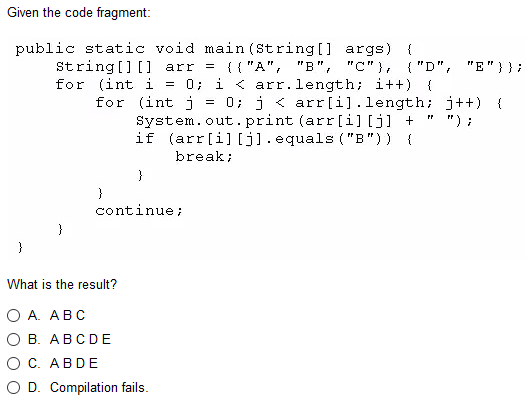 Given the code fragment:
public static void main(String[] args) {
String[][] arr = {{"A", "B", "C"}, {"D", "E"}};
for (int i = 0; i < arr.length; i++) {
for (int j = 0; j < arr[i].length; j++) {
System.out.print(arr[i][j] + " ");
if (arr[i][j].equals("B")) {
break;
}
}
continue;
}
}
What is the result?
A. A B C
B. A B C D E
C. A B D E
D. Compilation fails.